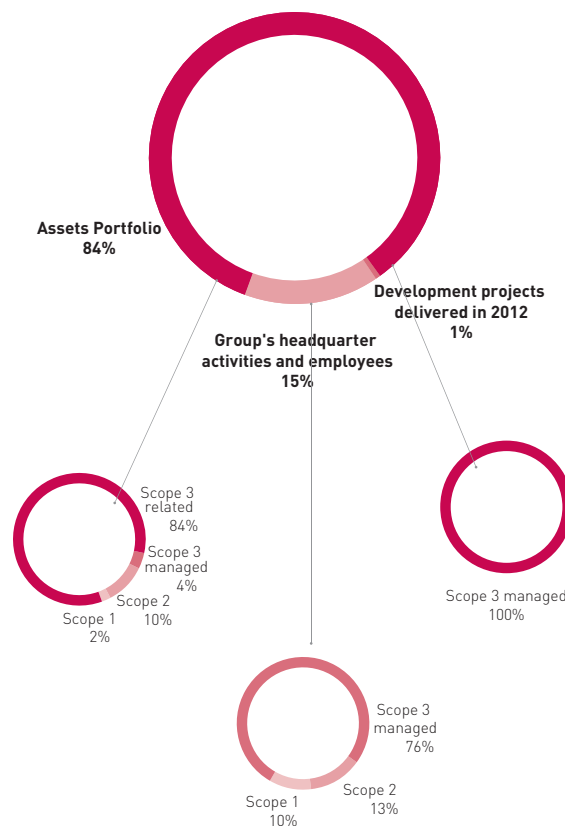 Assets Portfolio
84%
Development projects
delivered in 2012
1%
Group's headquarter
activities and employees
15%
Scope 3
related
84%
Scope 3
managed
4%
Scope 2
10%
Scope 1
2%
Scope 3 managed
100%
Scope 3
managed
76%
Scope 2
13%
Scope 1
10%